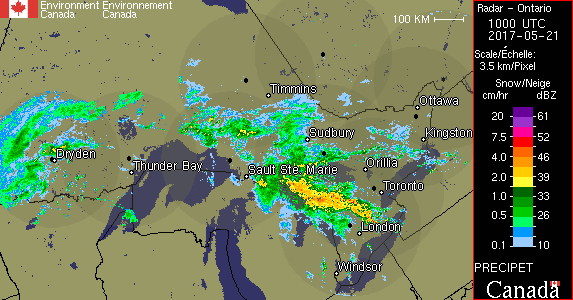 Environment Environnement
Canada Canada
100 KM
Timmins
Ottawa
Sudbury
Kingston
Dryden
Thunder Bay
Sault Ste. Marie
Orillia
Toronto
London
Windsor
Radar - Ontario
1000 UTC
2017-05-21
Scale/Échelle:
3.5 km/Pixel
Snow/Neige
cm/hr dBZ
20 61
7.5 57
5.0 52
4.0 46
2.0 39
1.0 33
0.5 26
0.1 10
PRECIPET
Canada